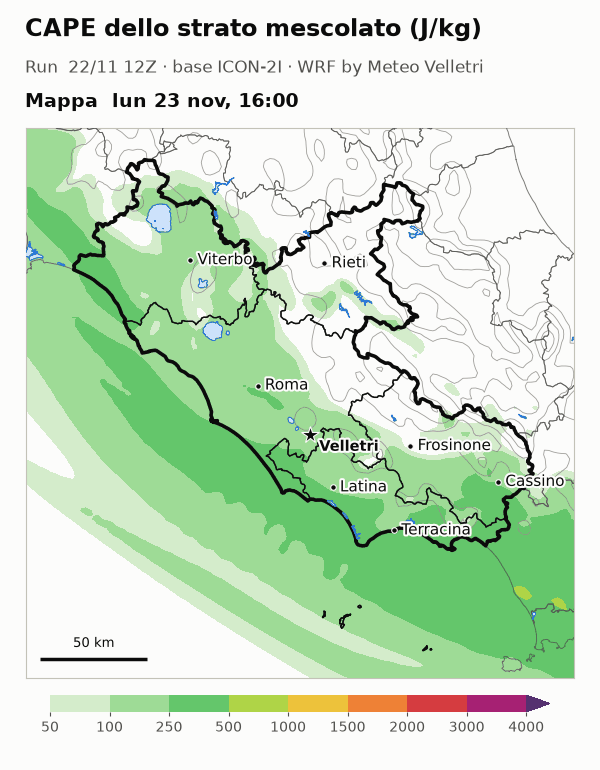 CAPE dello strato mescolato (J/kg)
Run  22/11 12Z · base ICON-2I · WRF by Meteo Velletri
Mappa  lun 23 nov, 16:00
Viterbo
Rieti
Roma
Velletri
Frosinone
Latina
Cassino
Terracina
50 km
50 100 250 500 1000 1500 2000 3000 4000